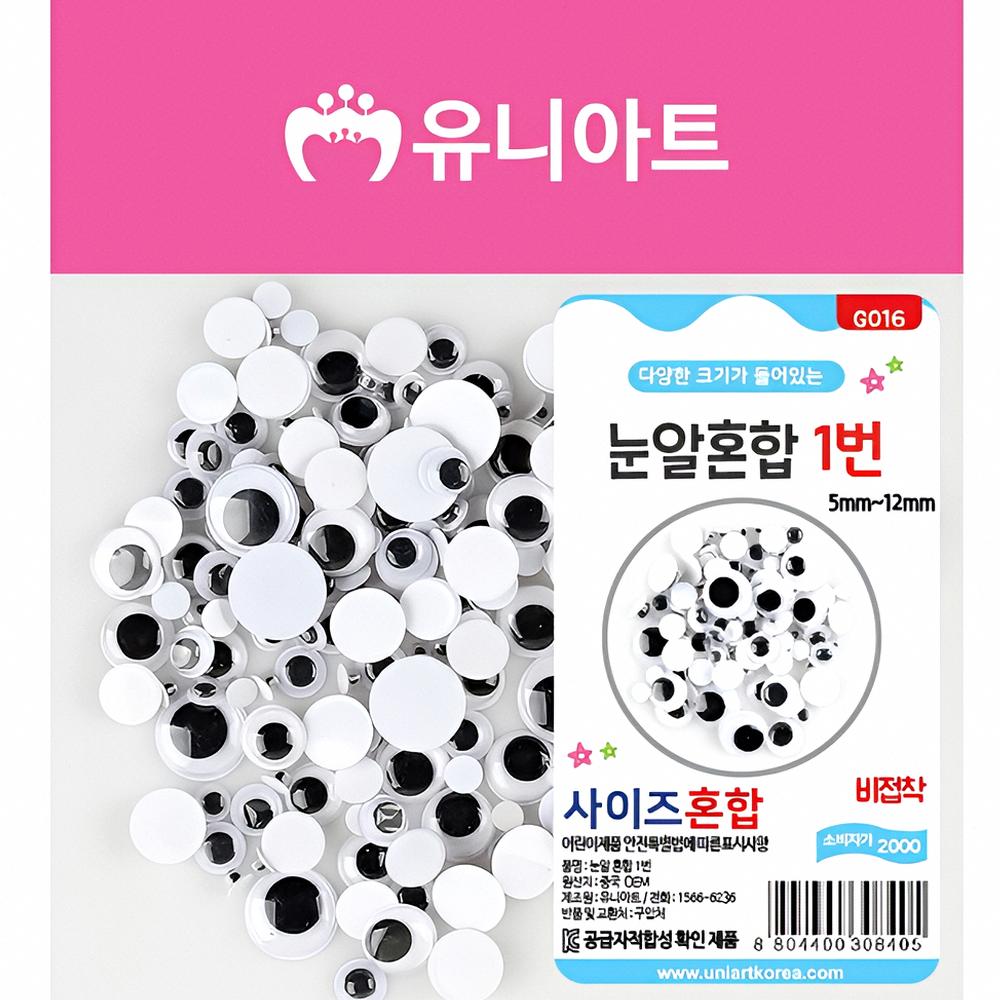 유니아트
G016
다양한 크기가 들어있는
눈알혼합 1번
5mm~12mm
비접착
사이즈혼합
어린이제품 안전특별법에 따른 표시사항
소비자가 2000
품명 : 눈알 혼합 1번
원산지 : 중국 OEM
제조원 : 유니아트 / 전화 : 1566-6236
반품 및 교환처 : 구입처
공급자적합성 확인 제품
8 804400 308405
www.uniartkorea.com